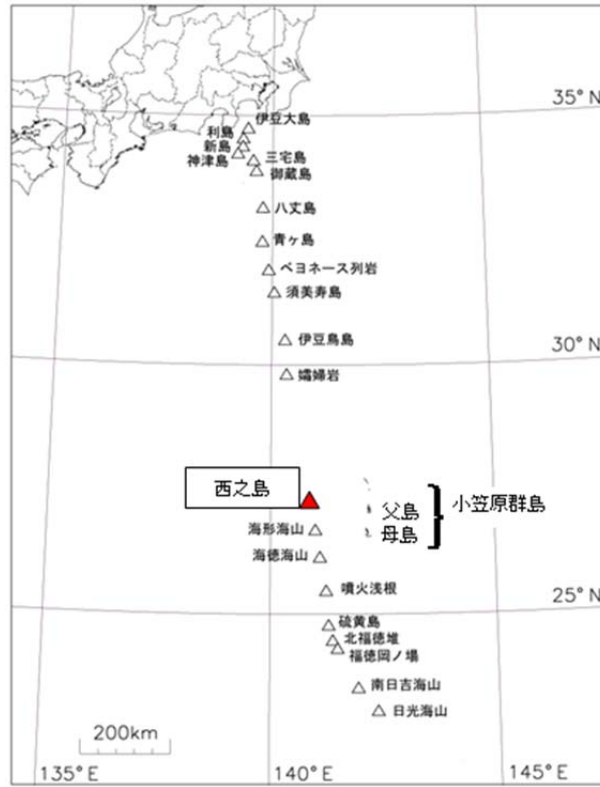 35° N
伊豆大島
利島
新島
神津島
三宅島
御蔵島
八丈島
青ヶ島
ベヨネース列岩
須美寿島
伊豆鳥島
30° N
孀婦岩
西之島
父島
母島
小笠原群島
海形海山
海徳海山
噴火浅根
25° N
硫黄島
北福徳堆
福徳岡ノ場
南日吉海山
日光海山
200km
135° E
140° E
145° E